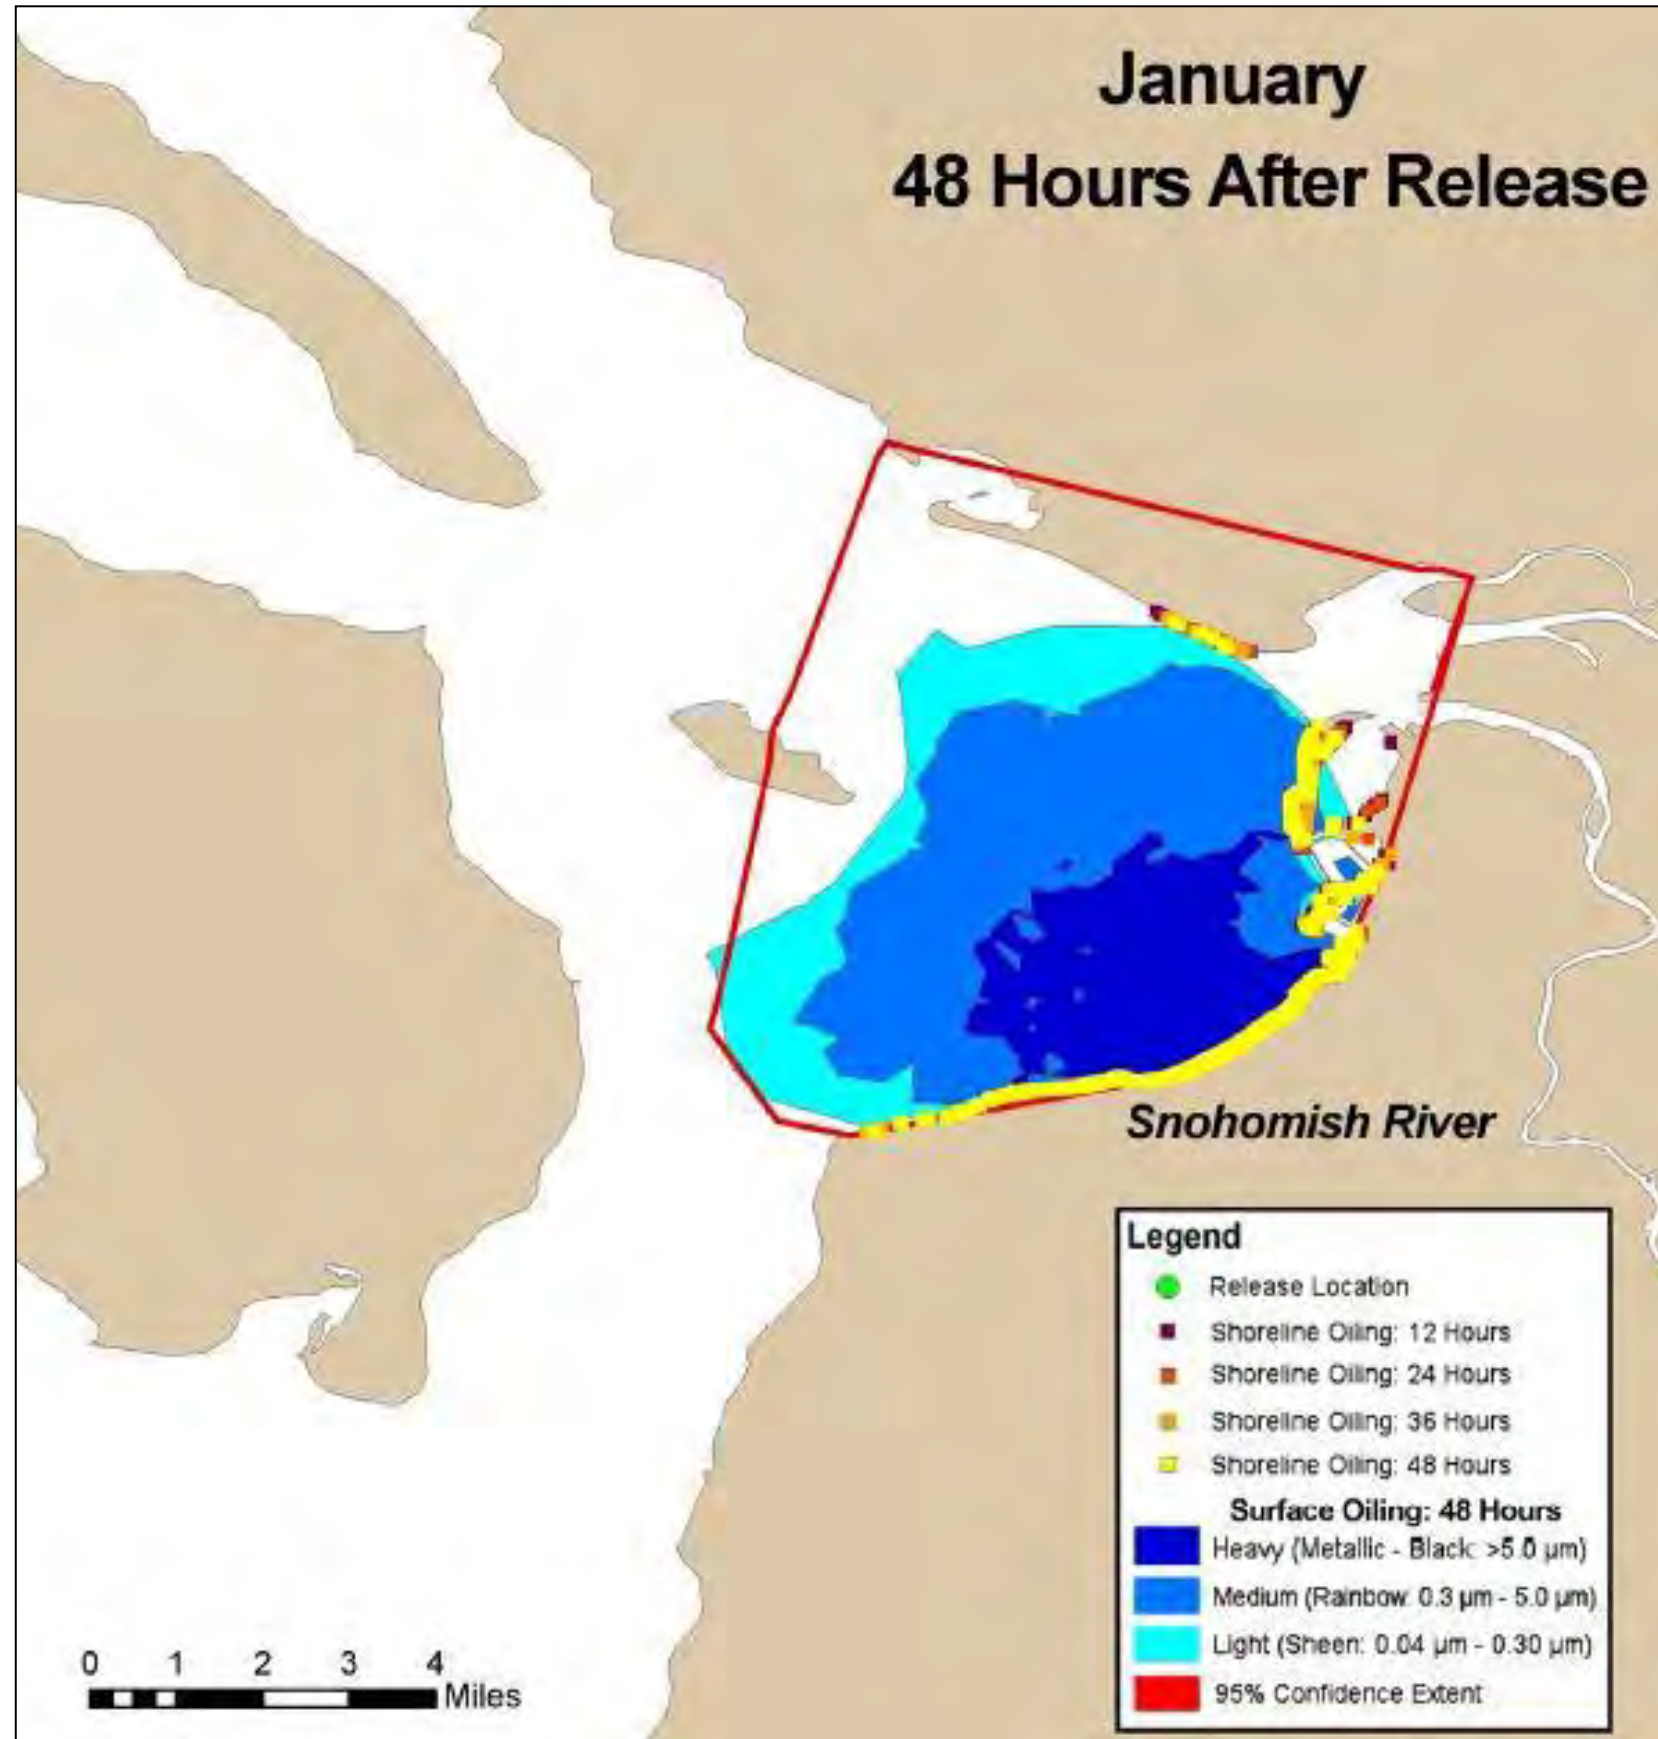 January
48 Hours After Release
Snohomish River
Legend
Release Location
Shoreline Oiling: 12 Hours
Shoreline Oiling: 24 Hours
Shoreline Oiling: 36 Hours
Shoreline Oiling: 48 Hours
Surface Oiling: 48 Hours
Heavy (Metallic - Black: >5.0 µm)
Medium (Rainbow: 0.3 µm - 5.0 µm)
Light (Sheen: 0.04 µm - 0.30 µm)
95% Confidence Extent
0 1 2 3 4
Miles